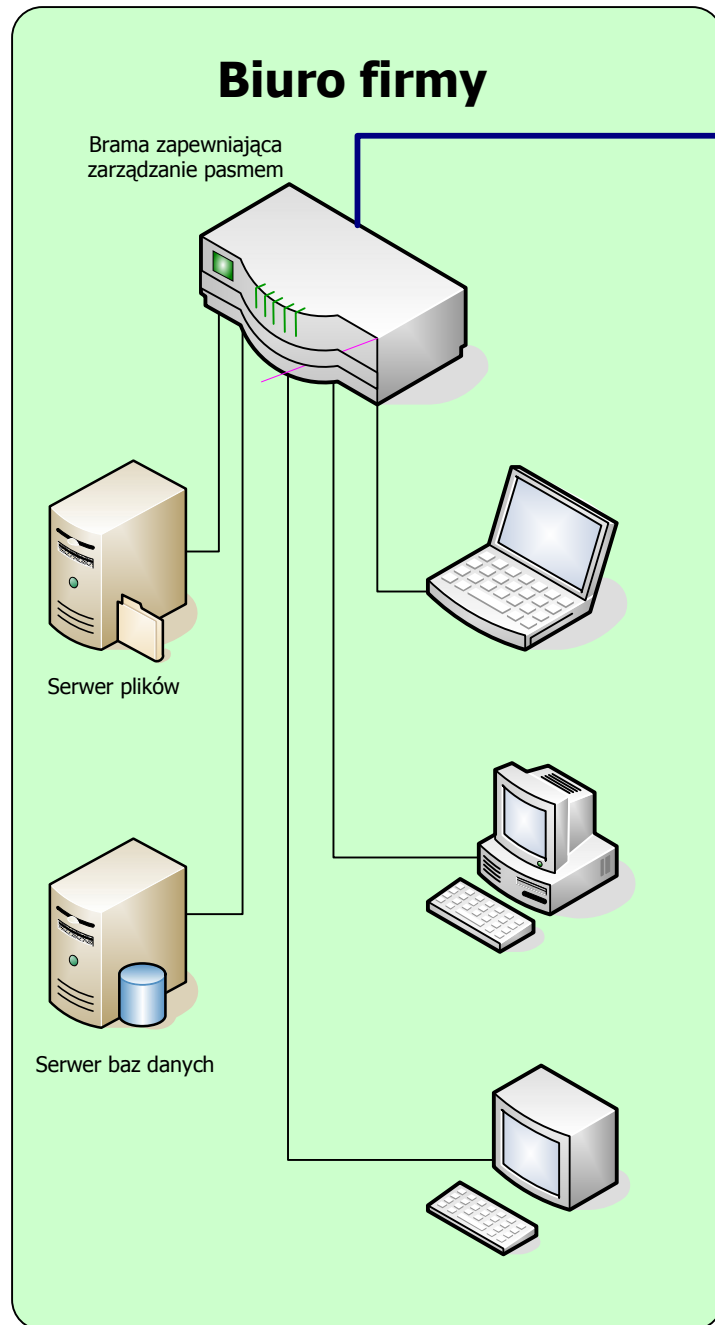 Biuro firmy
Brama zapewniająca
zarządzanie pasmem
Serwer plików
Serwer baz danych